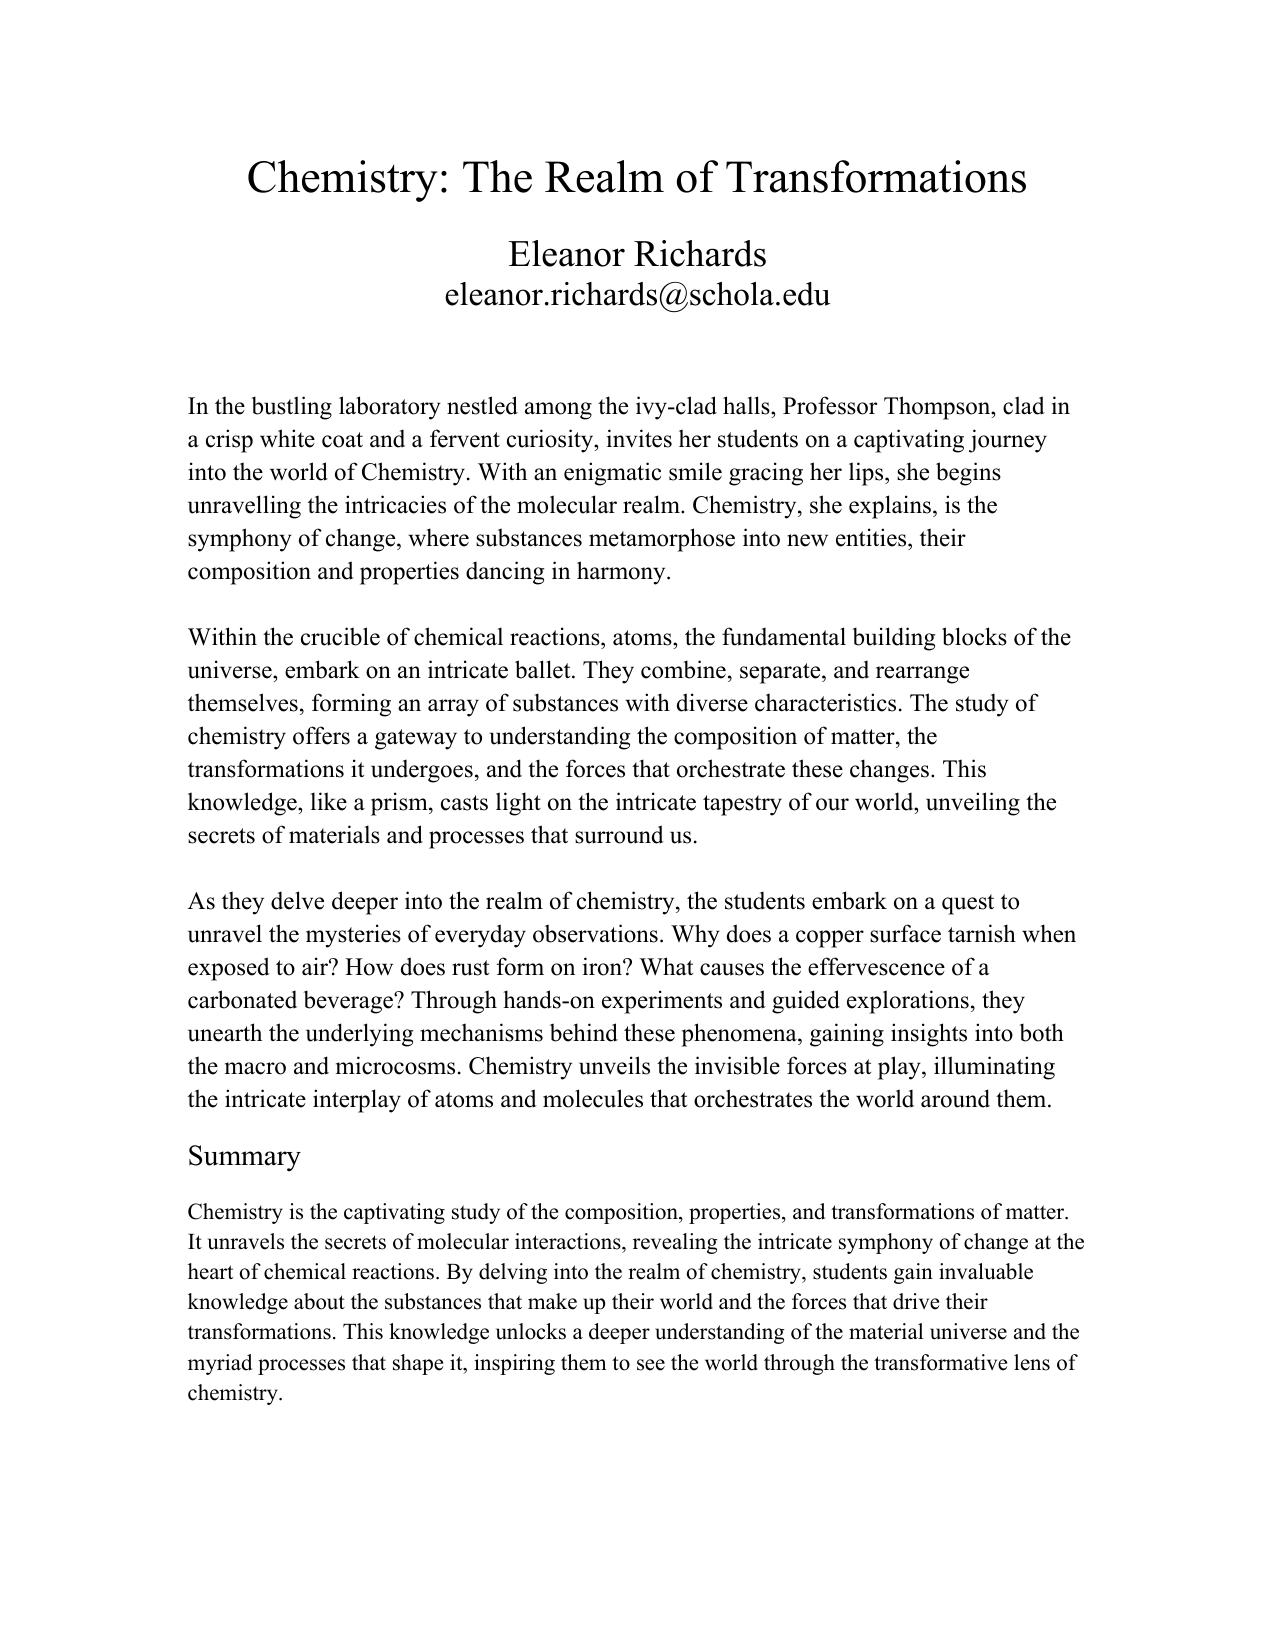 Chemistry: The Realm of Transformations
Eleanor Richards
eleanor.richards@schola.edu
In the bustling laboratory nestled among the ivy-clad halls, Professor Thompson, clad in
a crisp white coat and a fervent curiosity, invites her students on a captivating journey
into the world of Chemistry. With an enigmatic smile gracing her lips, she begins
unravelling the intricacies of the molecular realm. Chemistry, she explains, is the
symphony of change, where substances metamorphose into new entities, their
composition and properties dancing in harmony.
Within the crucible of chemical reactions, atoms, the fundamental building blocks of the
universe, embark on an intricate ballet. They combine, separate, and rearrange
themselves, forming an array of substances with diverse characteristics. The study of
chemistry offers a gateway to understanding the composition of matter, the
transformations it undergoes, and the forces that orchestrate these changes. This
knowledge, like a prism, casts light on the intricate tapestry of our world, unveiling the
secrets of materials and processes that surround us.
As they delve deeper into the realm of chemistry, the students embark on a quest to
unravel the mysteries of everyday observations. Why does a copper surface tarnish when
exposed to air? How does rust form on iron? What causes the effervescence of a
carbonated beverage? Through hands-on experiments and guided explorations, they
unearth the underlying mechanisms behind these phenomena, gaining insights into both
the macro and microcosms. Chemistry unveils the invisible forces at play, illuminating
the intricate interplay of atoms and molecules that orchestrates the world around them.
Summary
Chemistry is the captivating study of the composition, properties, and transformations of matter.
It unravels the secrets of molecular interactions, revealing the intricate symphony of change at the
heart of chemical reactions. By delving into the realm of chemistry, students gain invaluable
knowledge about the substances that make up their world and the forces that drive their
transformations. This knowledge unlocks a deeper understanding of the material universe and the
myriad processes that shape it, inspiring them to see the world through the transformative lens of
chemistry.